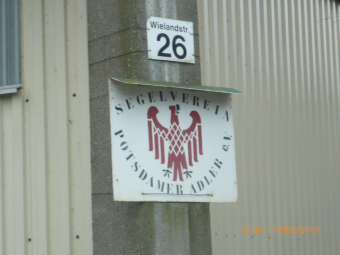 Wielandstr.
26
SEGELVEREIN
POTSDAMER ADLER e.V.